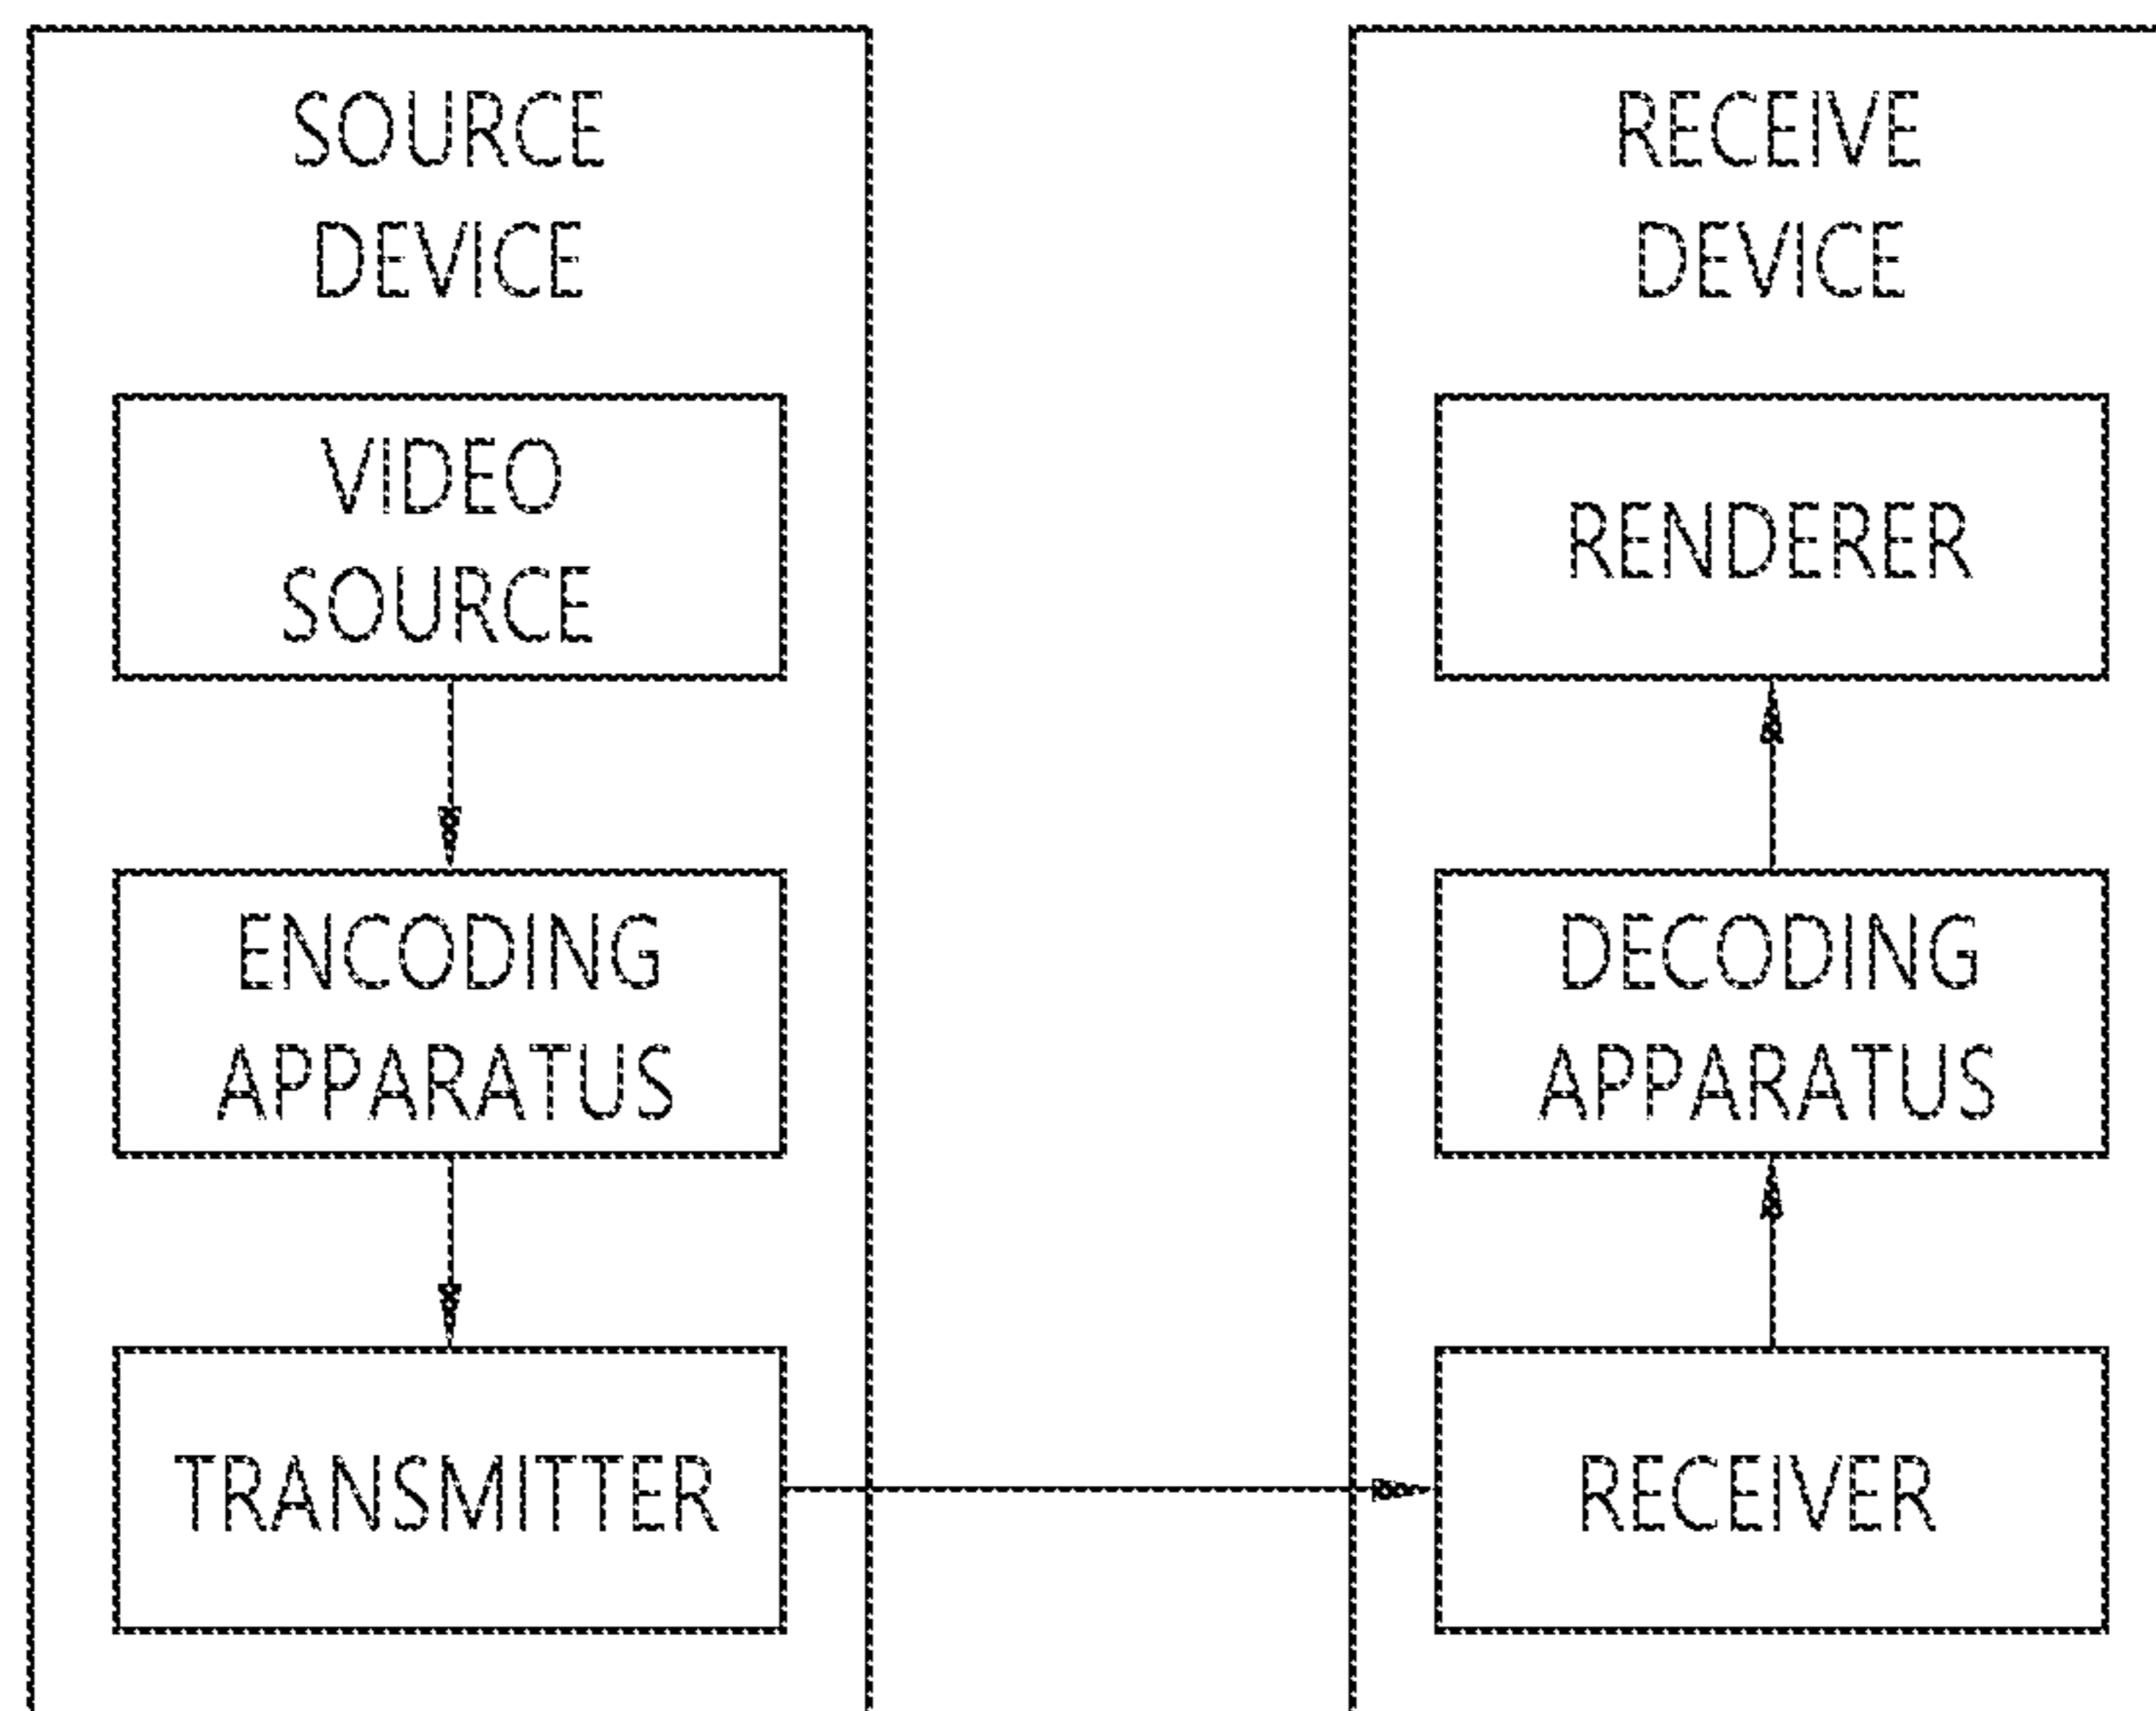 SOURCE
DEVICE
VIDEO
SOURCE
ENCODING
APPARATUS
TRANSMITTER
RECEIVE
DEVICE
RENDERER
DECODING
APPARATUS
RECEIVER